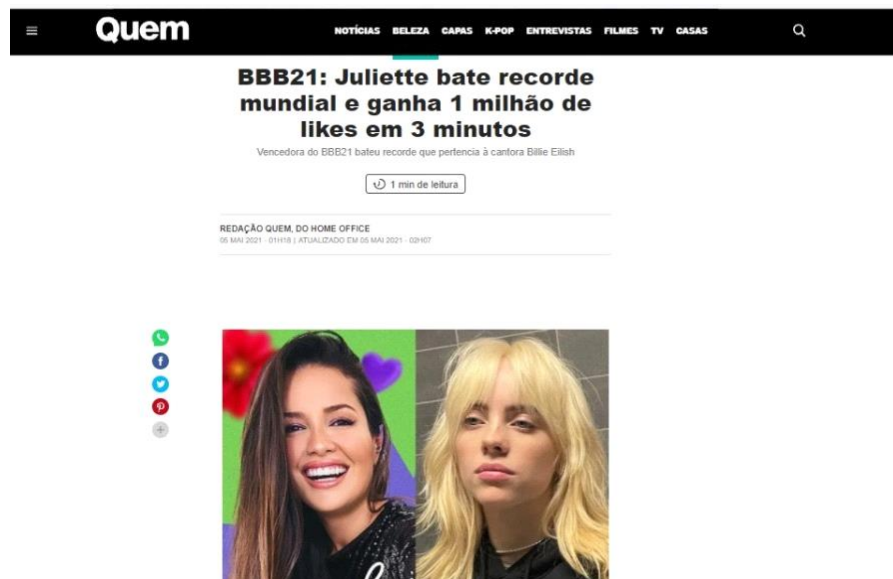 Quem
NOTÍCIAS BELEZA CAPAS K-POP ENTREVISTAS FILMES TV CASAS
BBB21: Juliette bate recorde
mundial e ganha 1 milhão de
likes em 3 minutos
Vencedora do BBB21 bateu recorde que pertencia à cantora Billie Eilish
1 min de leitura
REDAÇÃO QUEM, DO HOME OFFICE
05 MAI 2021 - 01H18 | ATUALIZADO EM 05 MAI 2021 - 02H07